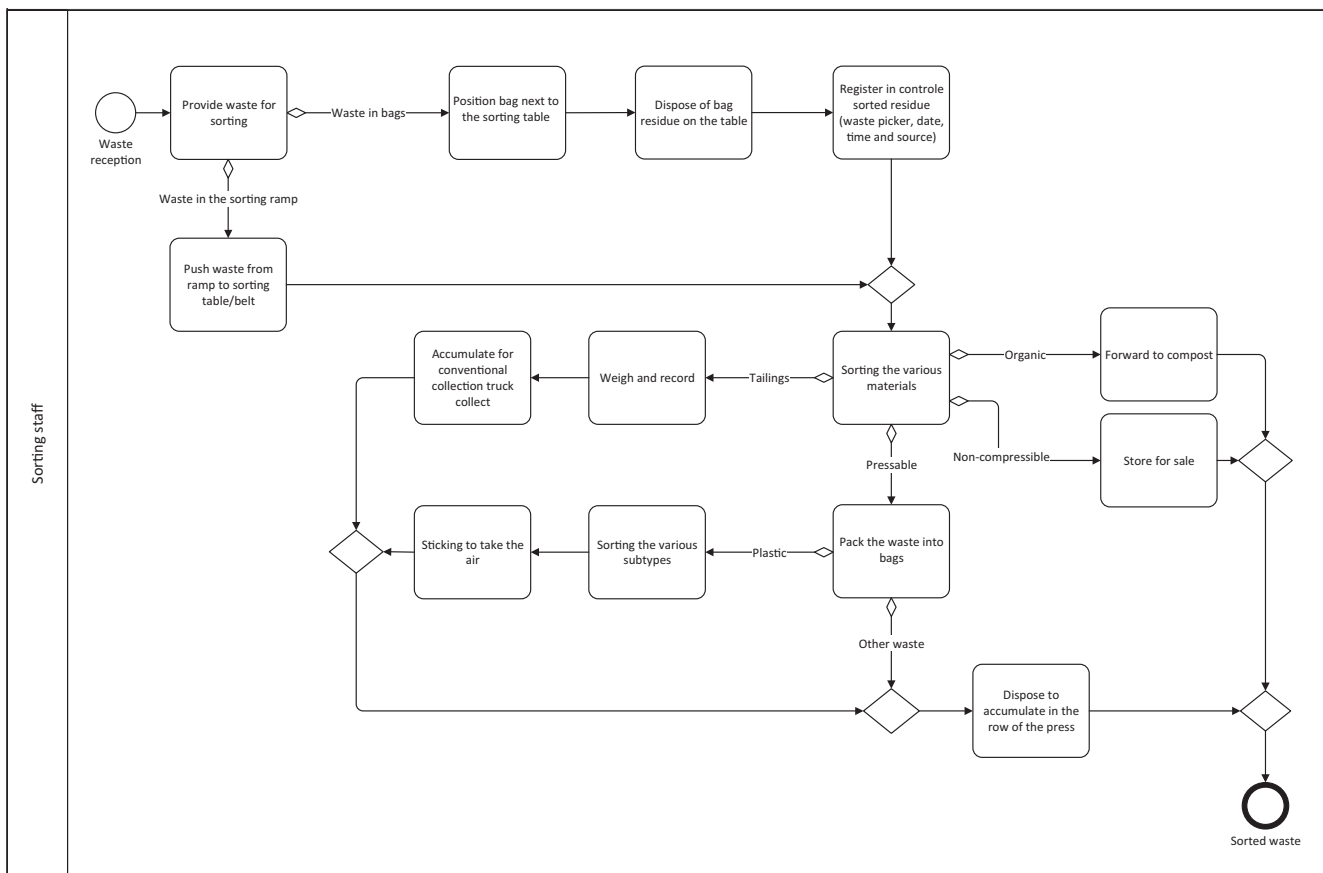 Sorting staff
Waste
reception
Provide waste for
sorting
Waste in bags
Position bag next to
the sorting table
Dispose of bag
residue on the table
Register in controle
sorted residue
(waste picker, date,
time and source)
Waste in the sorting ramp
Push waste from
ramp to sorting
table/belt
Accumulate for
conventional
collection truck
collect
Weigh and record
Tailings
Sorting the various
materials
Organic
Forward to compost
Non-compressible
Store for sale
Pressable
Sticking to take the
air
Sorting the various
subtypes
Plastic
Pack the waste into
bags
Other waste
Dispose to
accumulate in the
row of the press
Sorted waste